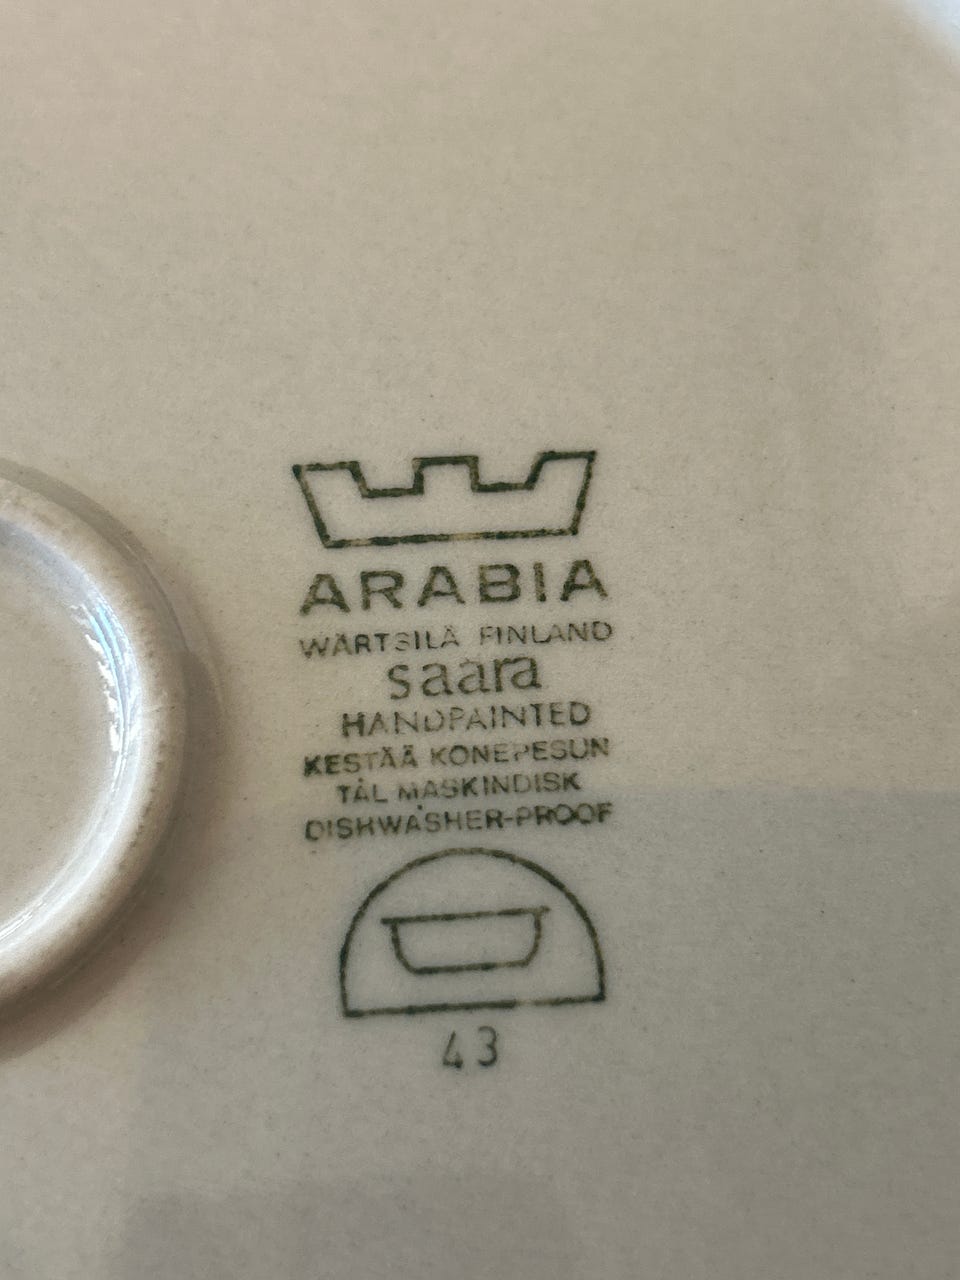 ARABIA
WÄRTSILÄ FINLAND
saara
HANDPAINTED
KESTÄÄ KONEPESUN
TÅL MASKINDISK
DISHWASHER-PROOF
43